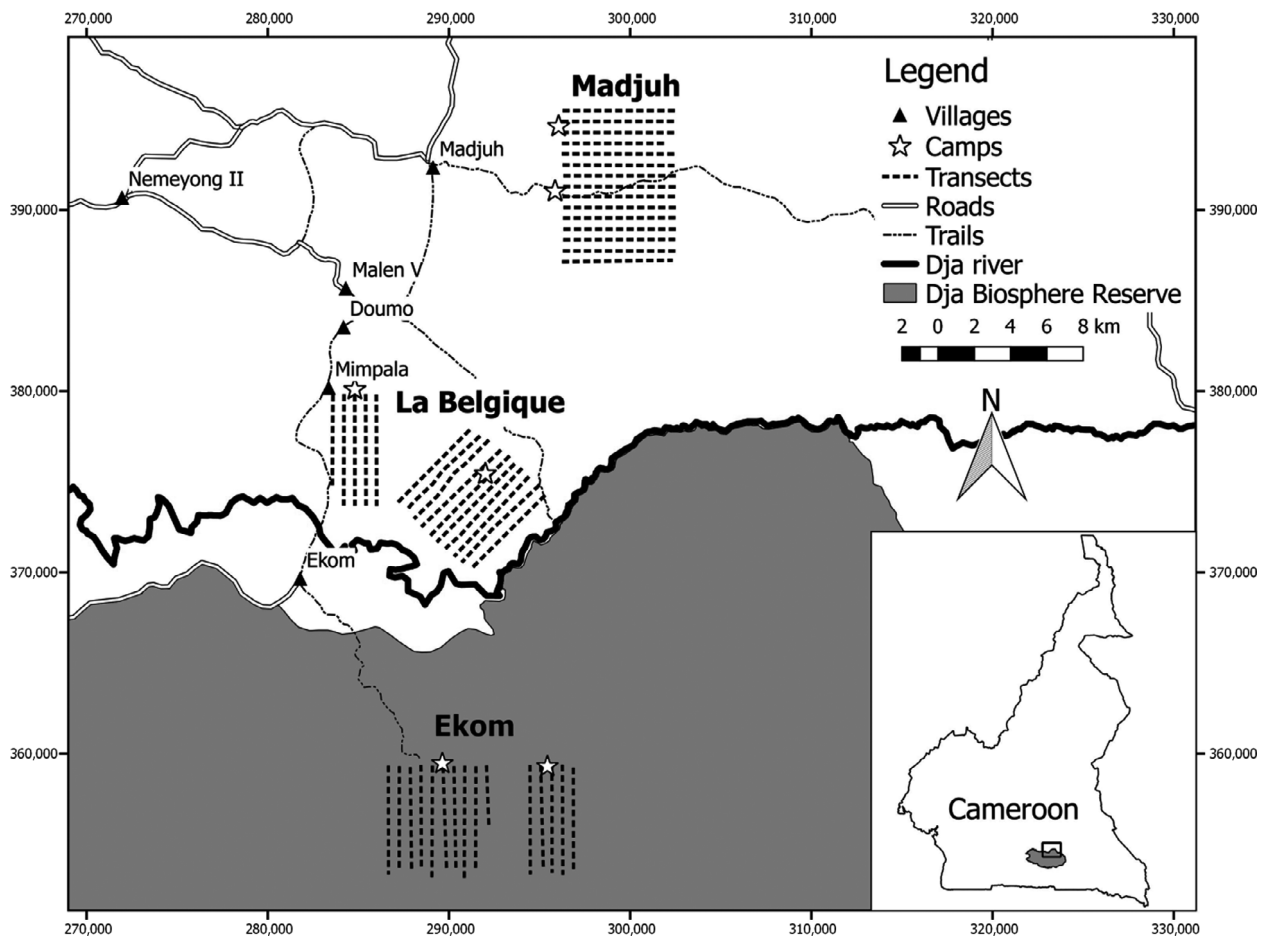 270,000 280,000 290,000 300,000 310,000 320,000 330,000
Madjuh
Legend
Villages
Camps
Transects
Roads
Trails
Dja river
Dja Biosphere Reserve
2 0 2 4 6 8 km
Madjuh
Nemeyong II
390,000 390,000
Malen V
Doumo
Mimpala
380,000 380,000
La Belgique
N
Ekom
370,000 370,000
Ekom
360,000 360,000
Cameroon
270,000 280,000 290,000 300,000 310,000 320,000 330,000